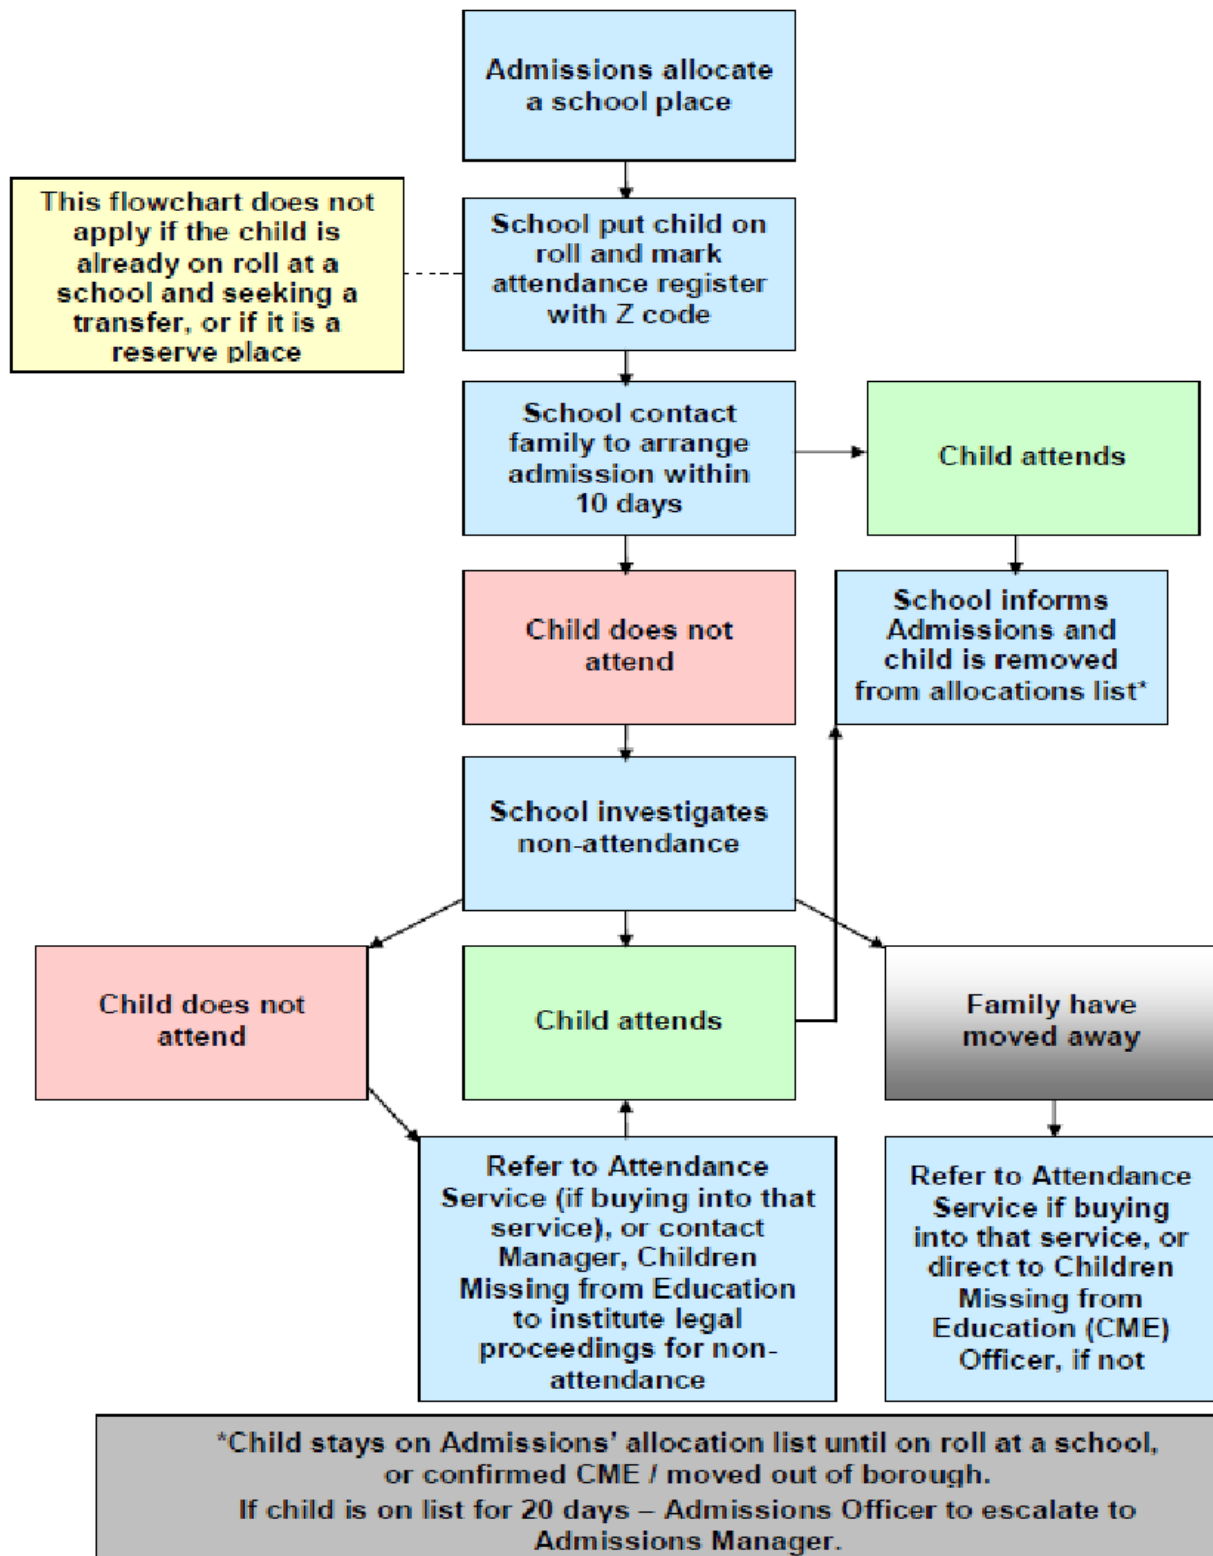 Admissions allocate
a school place
This flowchart does not
apply if the child is
already on roll at a
school and seeking a
transfer, or if it is a
reserve place
School put child on
roll and mark
attendance register
with Z code
School contact
family to arrange
admission within
10 days
Child attends
Child does not
attend
School informs
Admissions and
child is removed
from allocations list*
School investigates
non-attendance
Child does not
attend
Child attends
Family have
moved away
Refer to Attendance
Service (if buying into that
service), or contact
Manager, Children
Missing from Education
to institute legal
proceedings for non-
attendance
Refer to Attendance
Service if buying
into that service, or
direct to Children
Missing from
Education (CME)
Officer, if not
*Child stays on Admissions’ allocation list until on roll at a school,
or confirmed CME / moved out of borough.
If child is on list for 20 days – Admissions Officer to escalate to
Admissions Manager.